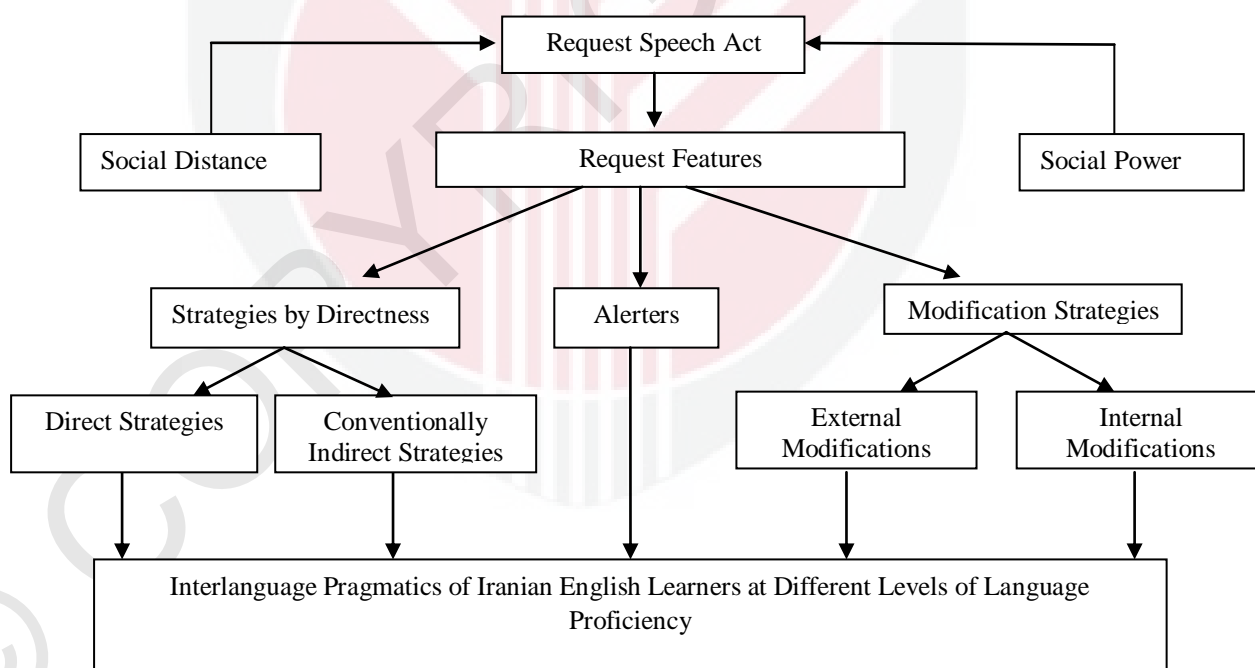 Request Speech Act
Social Distance
Request Features
Social Power
Strategies by Directness
Alerters
Modification Strategies
Direct Strategies
Conventionally
Indirect Strategies
External
Modifications
Internal
Modifications
Interlanguage Pragmatics of Iranian English Learners at Different Levels of Language
Proficiency
© COPYRI